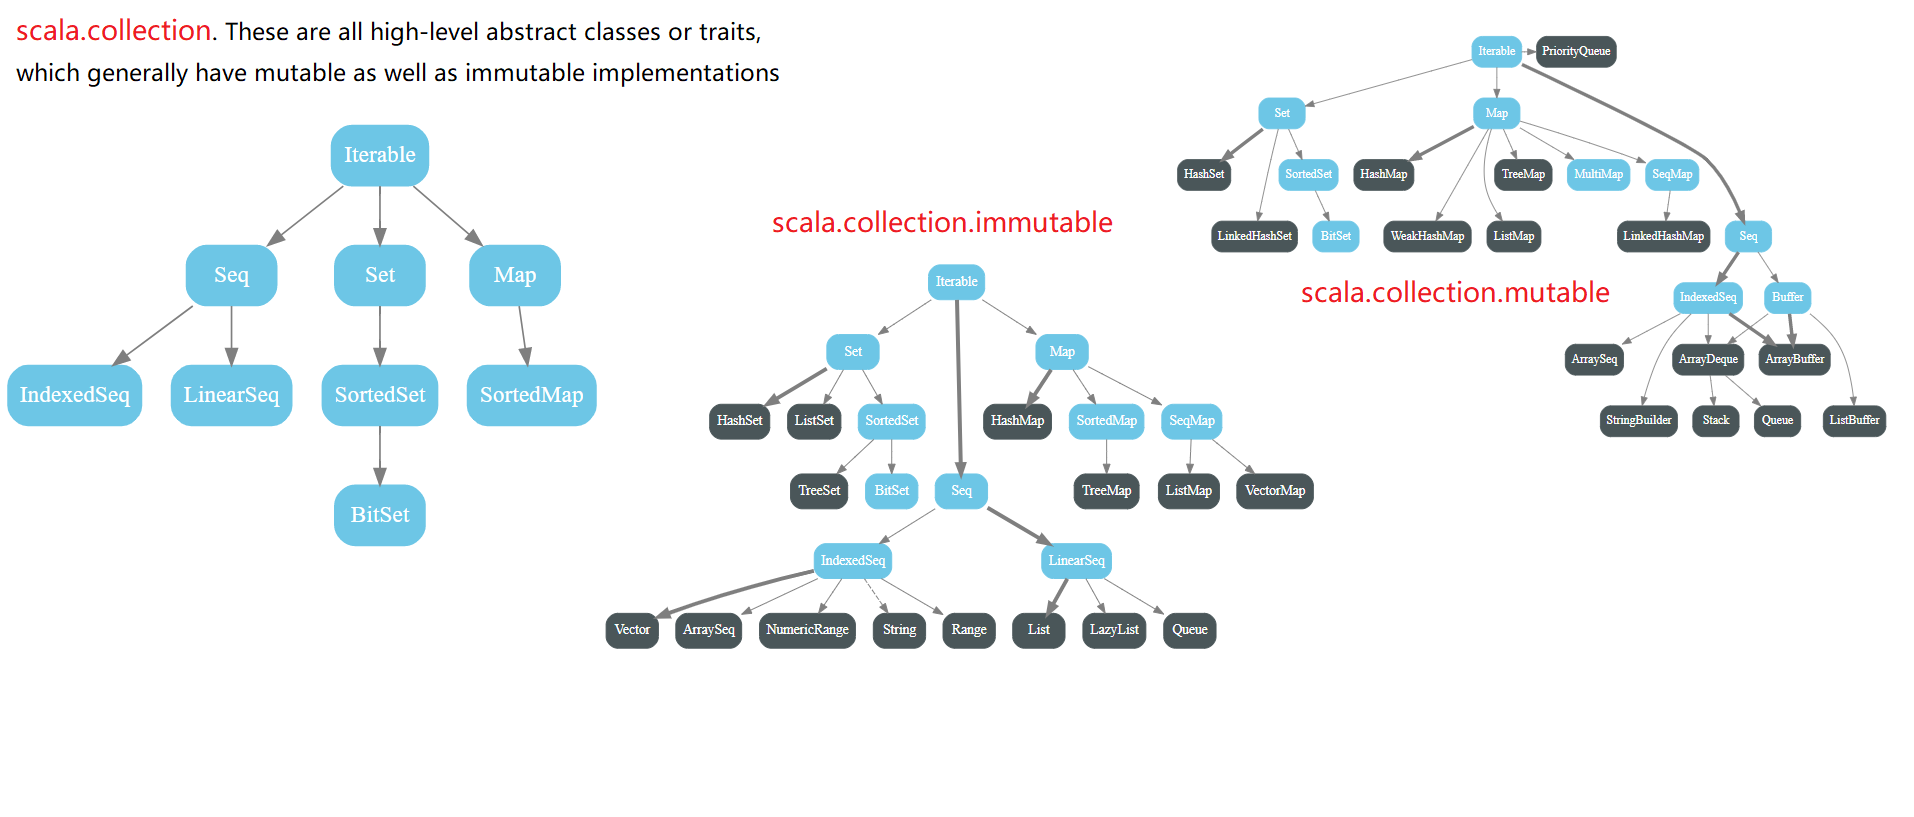 scala.collection. These are all high-level abstract classes or traits,
which generally have mutable as well as immutable implementations
Iterable
Seq Set Map
IndexedSeq LinearSeq SortedSet SortedMap
BitSet
scala.collection.immutable
Iterable
Set Map
HashSet ListSet SortedSet HashMap SortedMap SeqMap
TreeSet BitSet Seq TreeMap ListMap VectorMap
IndexedSeq LinearSeq
Vector ArraySeq NumericRange String Range List LazyList Queue
Iterable PriorityQueue
Set Map
HashSet SortedSet HashMap TreeMap MultiMap SeqMap
LinkedHashSet BitSet WeakHashMap ListMap LinkedHashMap Seq
scala.collection.mutable
IndexedSeq Buffer
ArraySeq ArrayDeque ArrayBuffer
StringBuilder Stack Queue ListBuffer